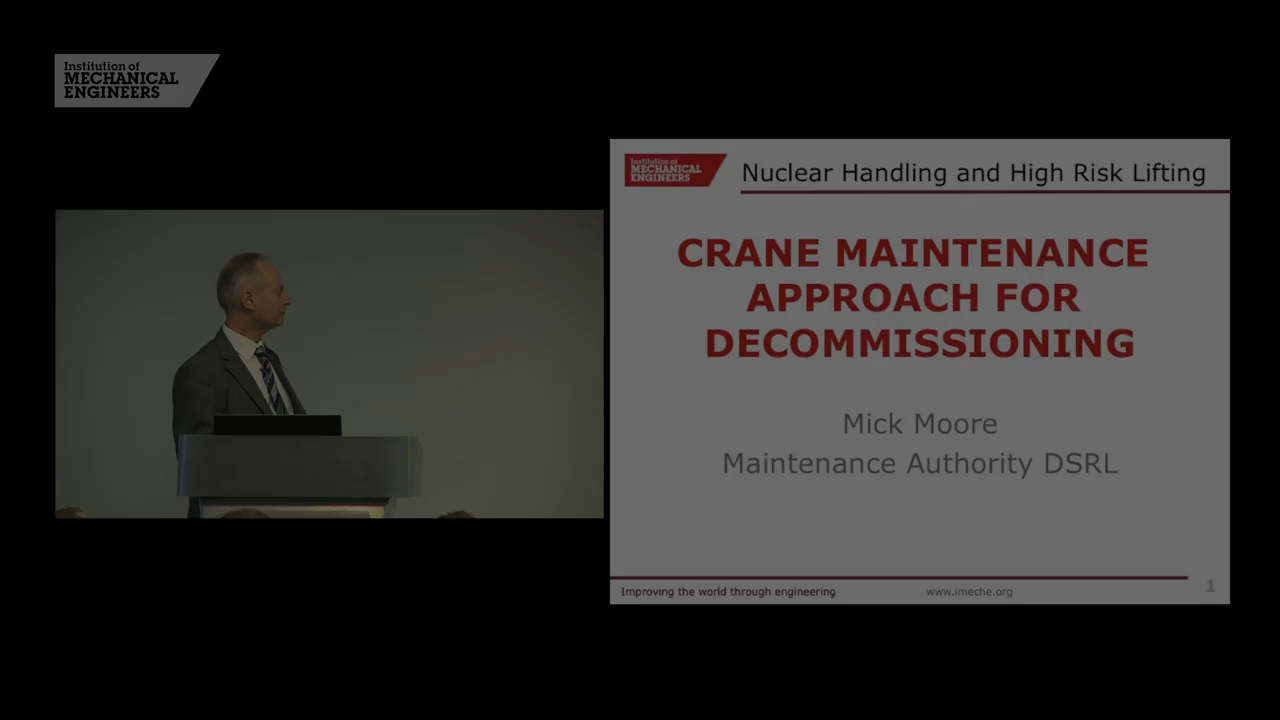 Institution of
MECHANICAL
ENGINEERS
Institution of
MECHANICAL
ENGINEERS
Nuclear Handling and High Risk Lifting
CRANE MAINTENANCE
APPROACH FOR
DECOMMISSIONING
Mick Moore
Maintenance Authority DSRL
Improving the world through engineering
www.imeche.org
1